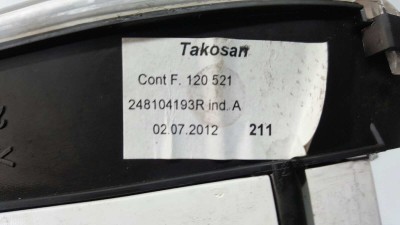 Takosan
Cont F. 120 521
248104193R ind. A
02.07.2012 211